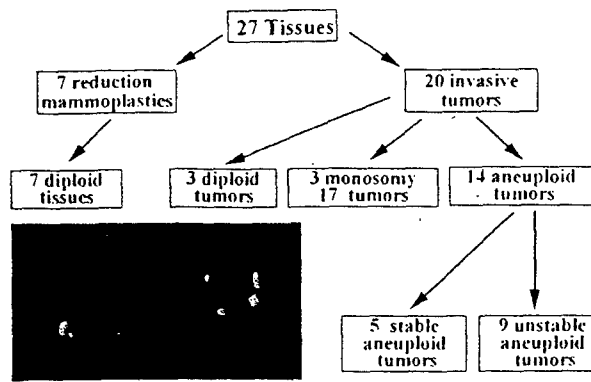 27 Tissues
7 reduction
mammoplastics
20 invasive
tumors
7 diploid
tissues
3 diploid
tumors
3 monosomy
17 tumors
14 aneuploid
tumors
5 stable
aneuploid
tumors
9 unstable
aneuploid
tumors